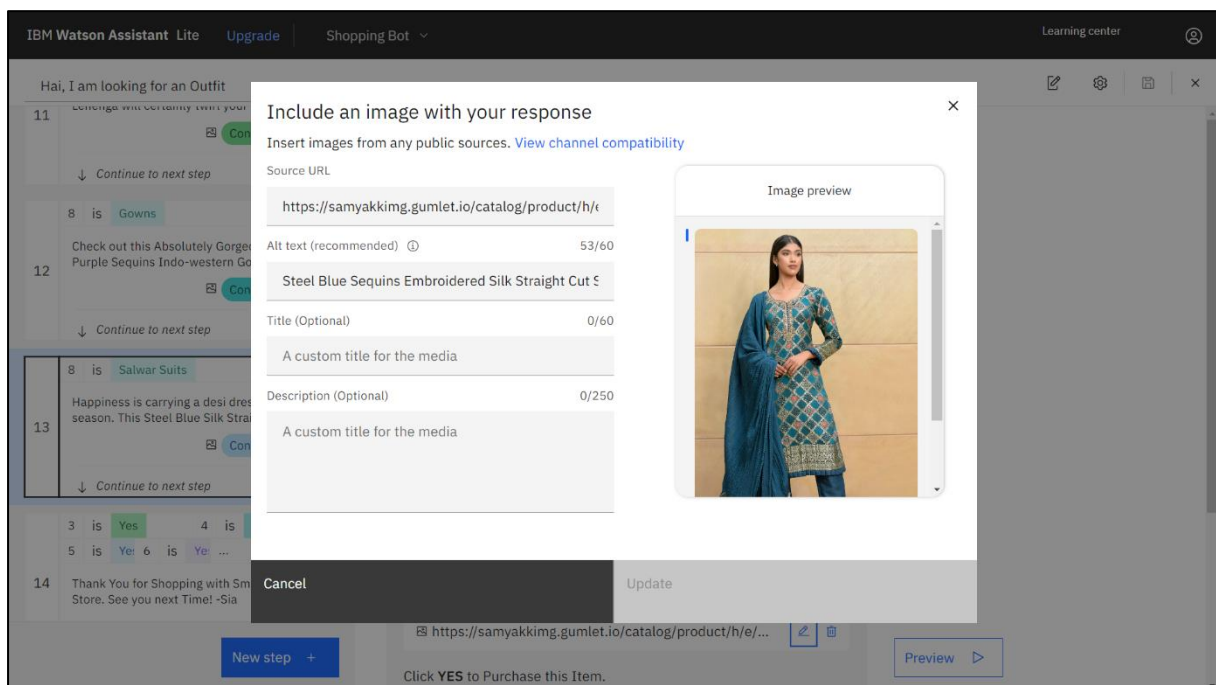 IBM Watson Assistant Lite Upgrade Shopping Bot Learning center
Hai, I am looking for an Outfit
11
Lehenga will certainly twirl your
Con
↓ Continue to next step
8 is Gowns
12
Check out this Absolutely Gorge
Purple Sequins Indo-western Go
Con
↓ Continue to next step
8 is Salwar Suits
13
Happiness is carrying a desi dres
season. This Steel Blue Silk Strai
Con
↓ Continue to next step
3 is Yes 4 is
5 is Ye 6 is Ye ...
14
Thank You for Shopping with Sm
Store. See you next Time! -Sia
New step +
Include an image with your response
Insert images from any public sources. View channel compatibility
Source URL
https://samyakkimg.gumlet.io/catalog/product/h/e
Alt text (recommended) 53/60
Steel Blue Sequins Embroidered Silk Straight Cut S
Title (Optional) 0/60
A custom title for the media
Description (Optional) 0/250
A custom title for the media
Image preview
Cancel
Update
https://samyakkimg.gumlet.io/catalog/product/h/e/...
Click YES to Purchase this Item.
Preview